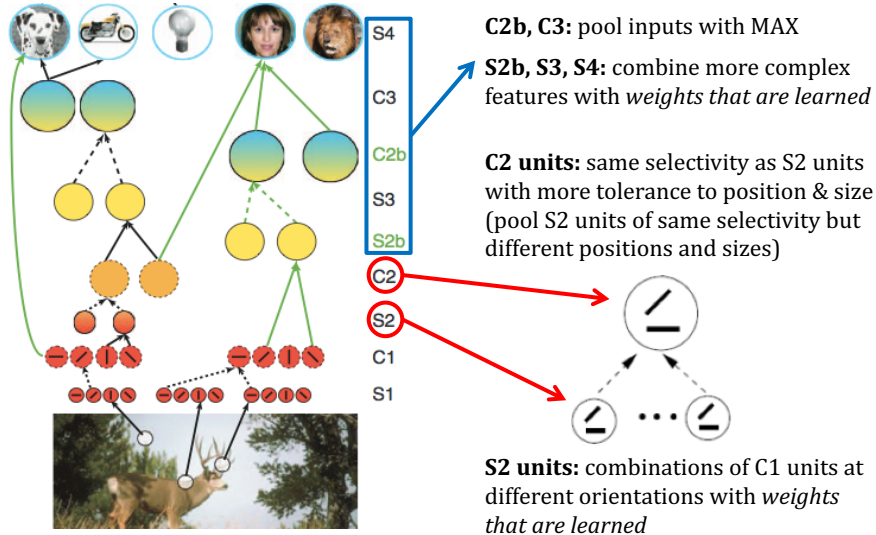 S4
C3
C2b
S3
S2b
C2
S2
C1
S1
C2b, C3: pool inputs with MAX
S2b, S3, S4: combine more complex
features with weights that are learned
C2 units: same selectivity as S2 units
with more tolerance to position & size
(pool S2 units of same selectivity but
different positions and sizes)
S2 units: combinations of C1 units at
different orientations with weights
that are learned